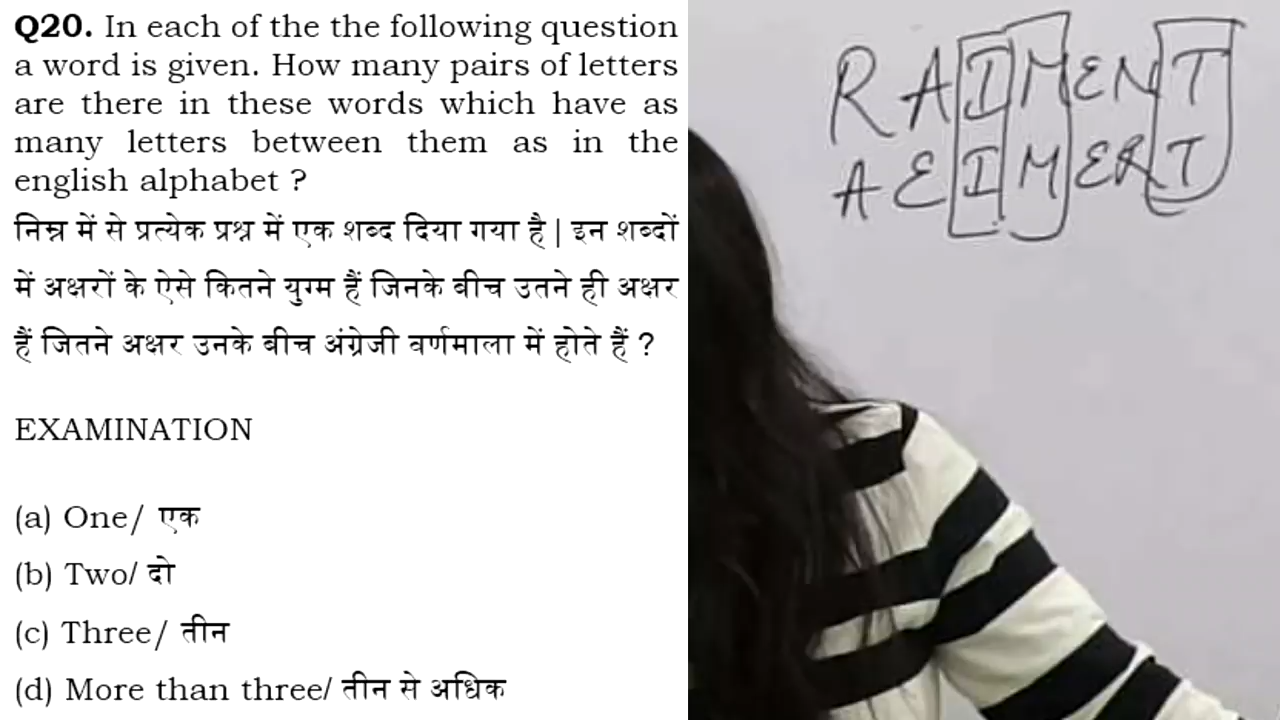 Q20. In each of the the following question
a word is given. How many pairs of letters
are there in these words which have as
many letters between them as in the
english alphabet ?
निम्न में से प्रत्येक प्रश्न में एक शब्द दिया गया है | इन शब्दों
में अक्षरों के ऐसे कितने युग्म हैं जिनके बीच उतने ही अक्षर
हैं जितने अक्षर उनके बीच अंग्रेजी वर्णमाला में होते हैं ?
EXAMINATION
(a) One/ एक
(b) Two/ दो
(c) Three/ तीन
(d) More than three/ तीन से अधिक
RAIMENT
AEIMERT